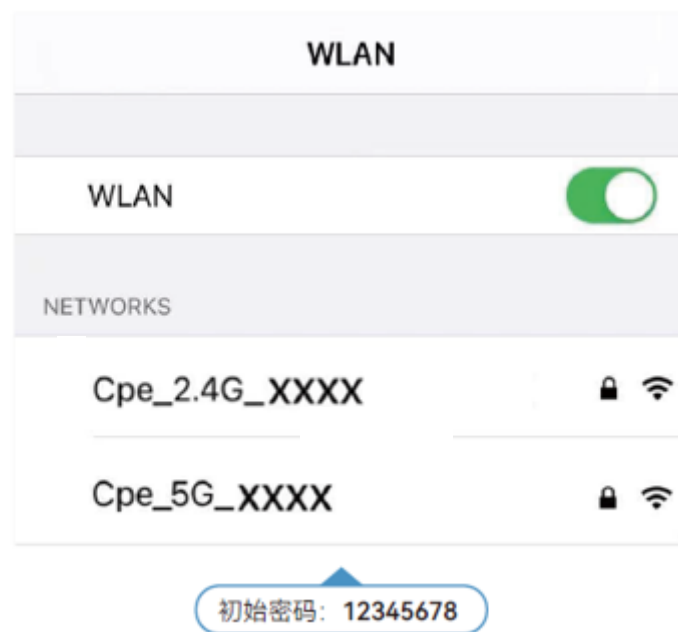 WLAN
WLAN
NETWORKS
Cpe_2.4G_XXXX
Cpe_5G_XXXX
初始密码：12345678